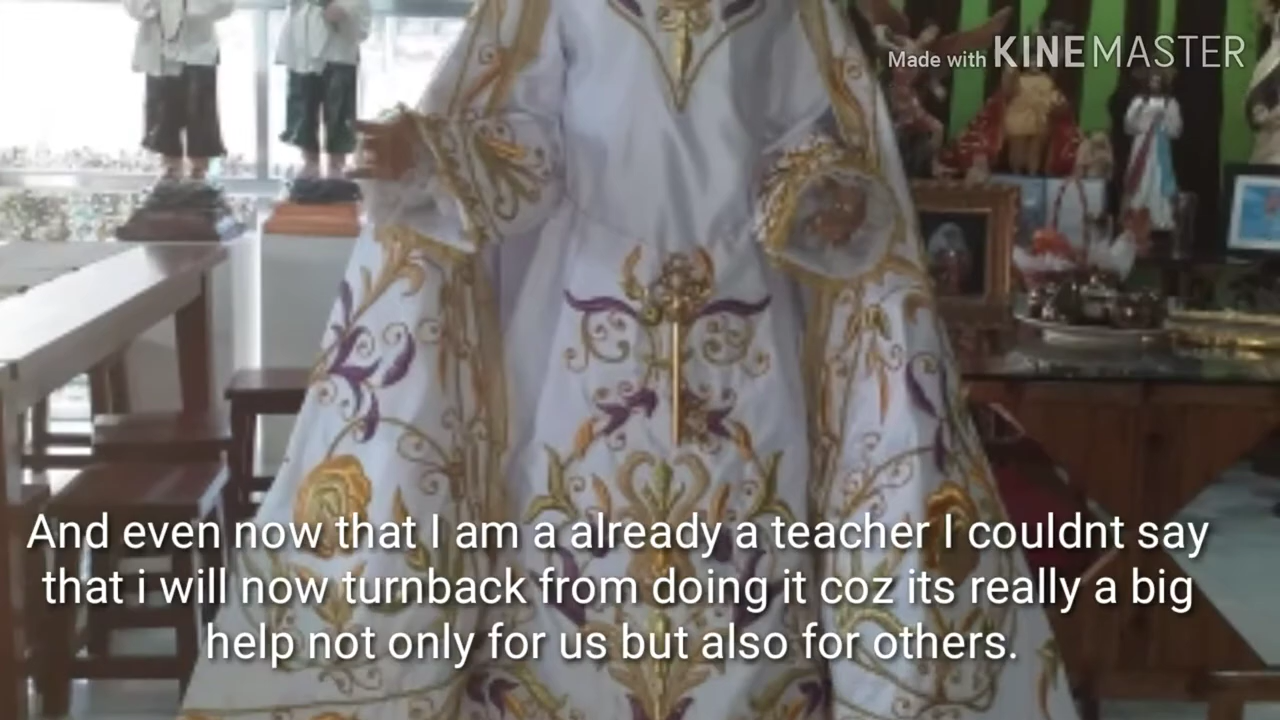 Made with KINEMASTER
And even now that I am a already a teacher I couldnt say
that i will now turnback from doing it coz its really a big
help not only for us but also for others.